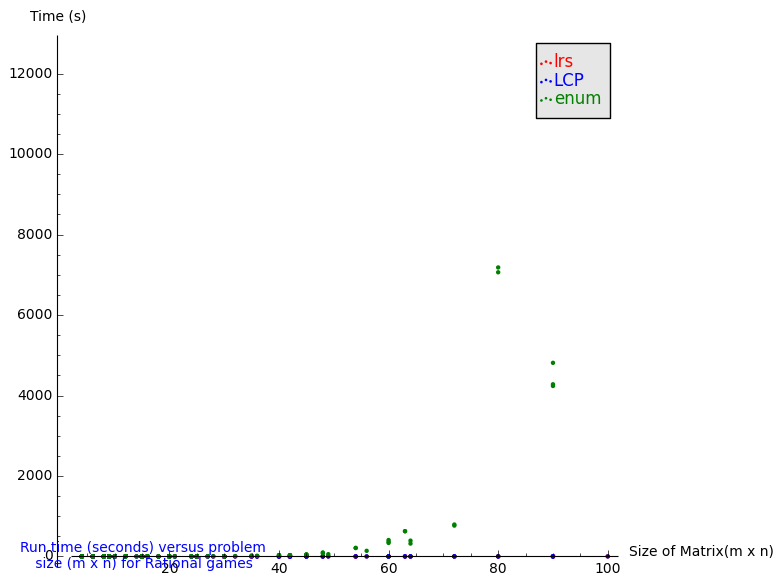 Time (s)
lrs
LCP
enum
12000
10000
8000
6000
4000
2000
0
20
40
60
80
100
Size of Matrix(m x n)
Run time (seconds) versus problem
size (m x n) for Rational games